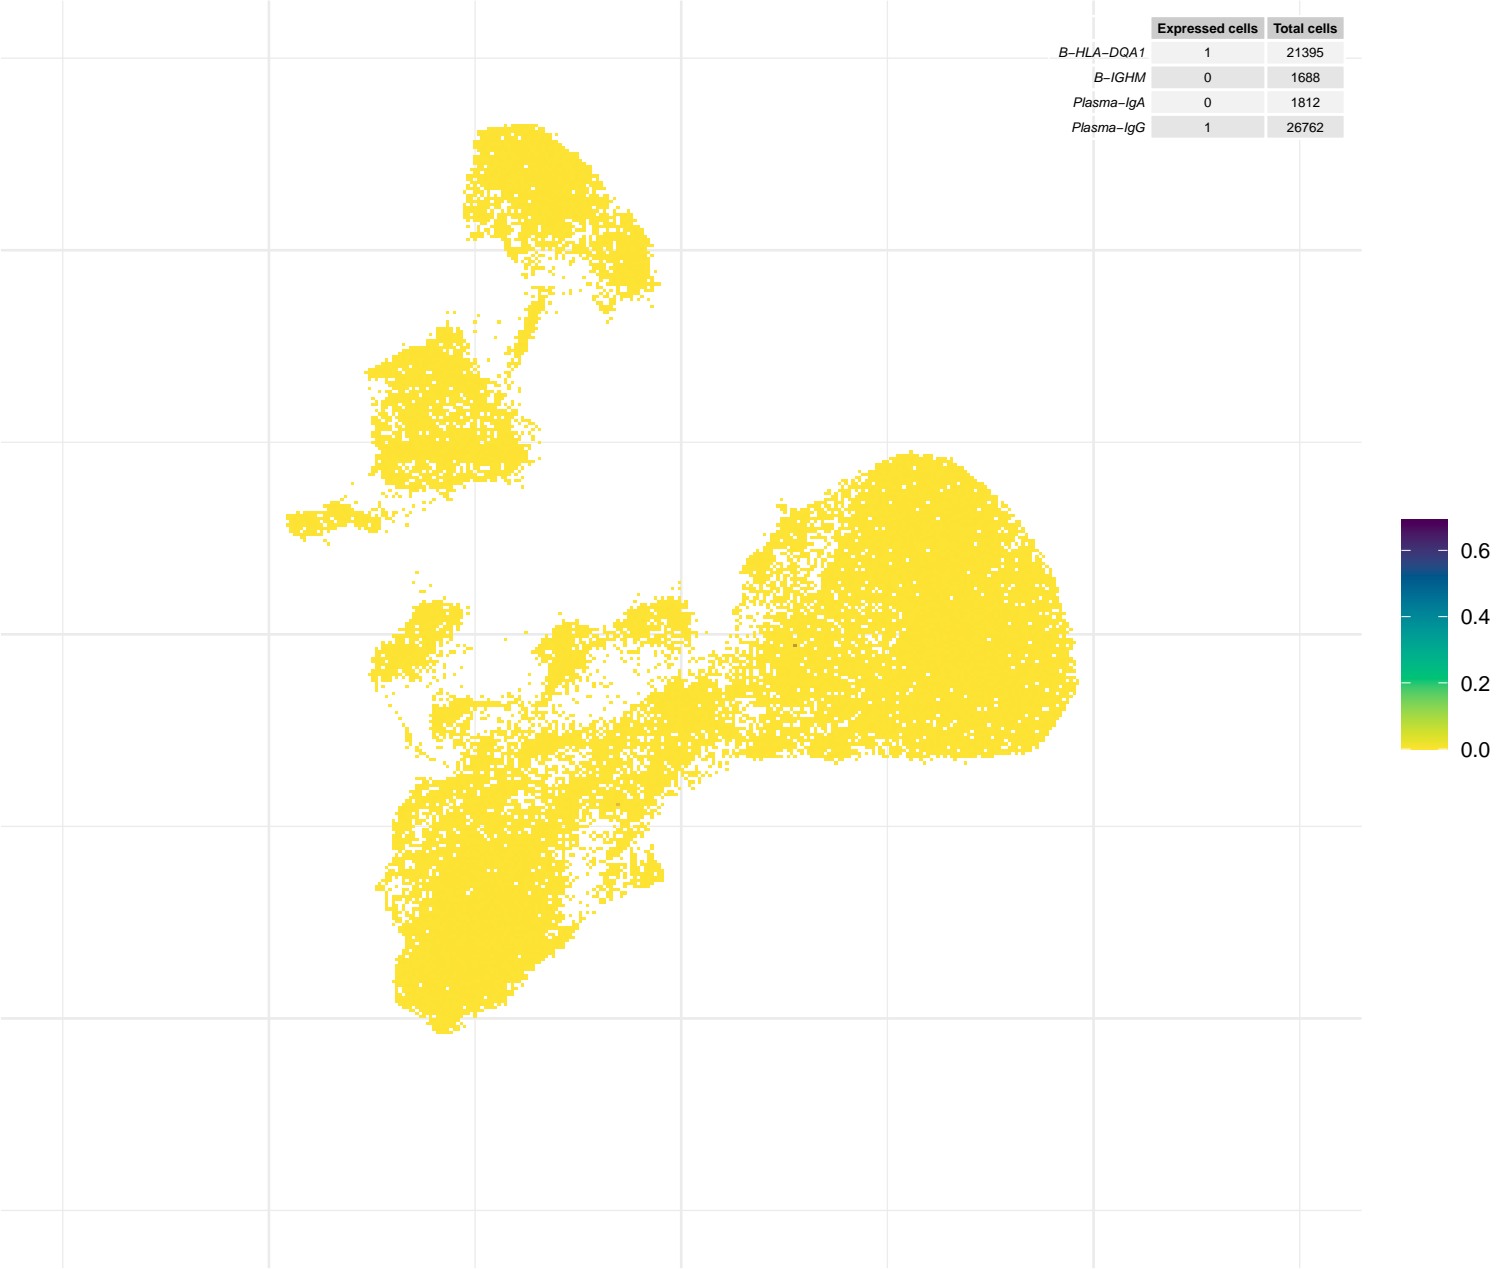 Expressed cells Total cells
B−HLA−DQA1 1 21395
B−IGHM 0 1688
Plasma−IgA 0 1812
Plasma−IgG 1 26762
0.6
0.4
0.2
0.0